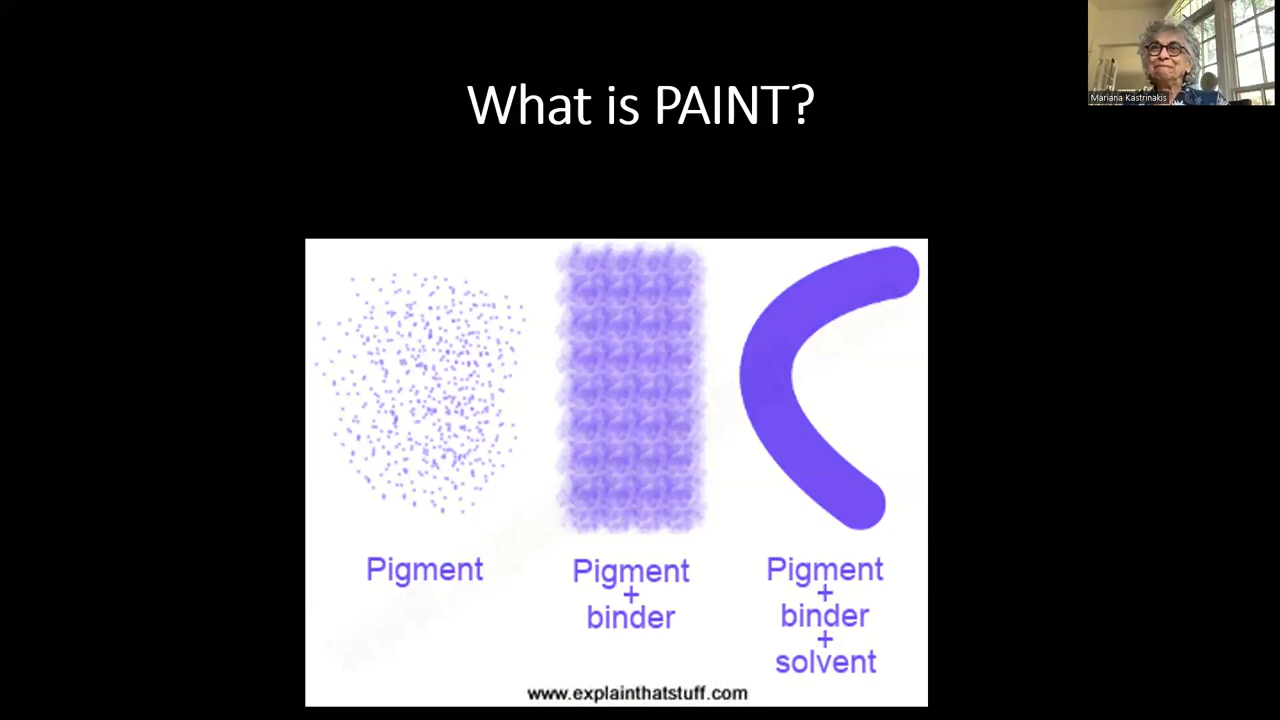 What is PAINT?
Mariana Kastrinakis
Pigment
Pigment
+
binder
Pigment
+
binder
+
solvent
www.explainthatstuff.com